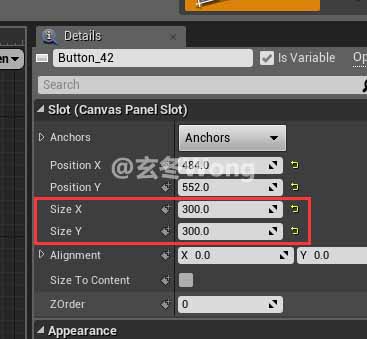 en
Details
Button_42
Is Variable
Op
Search
Slot (Canvas Panel Slot)
Anchors Anchors
Position X 484.0
Position Y 552.0
@玄冬Wong
Size X 300.0
Size Y 300.0
Alignment X 0.0 Y 0.0
Size To Content
ZOrder 0
Appearance